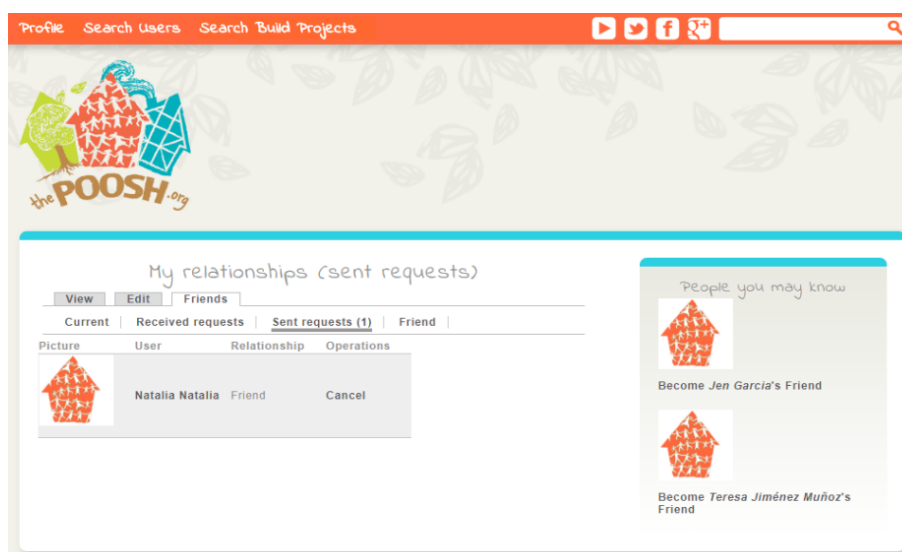 Profile Search Users Search Build Projects
the POOSH.org
My relationships (sent requests)
View Edit Friends
Current Received requests Sent requests (1) Friend
Picture User Relationship Operations
Natalia Natalia Friend Cancel
People you may know
Become Jen Garcia's Friend
Become Teresa Jiménez Muñoz's
Friend